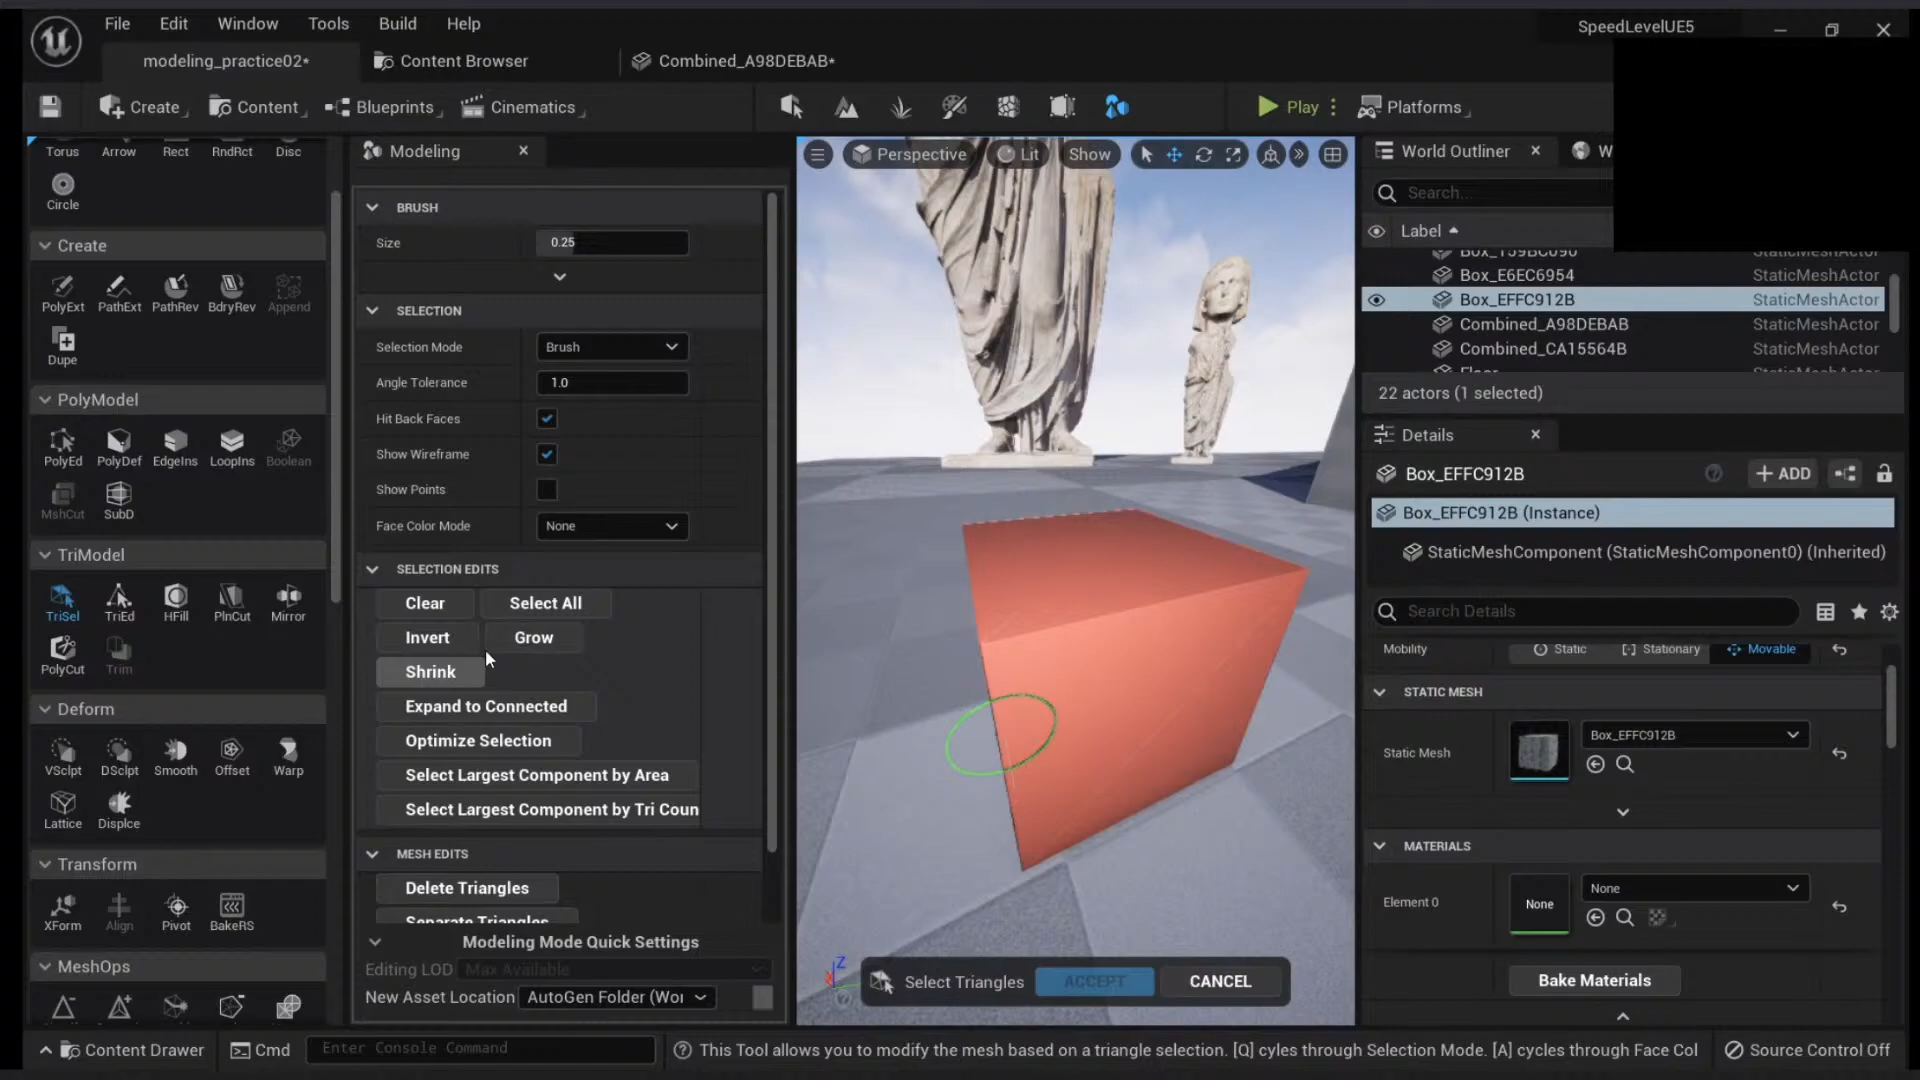 File Edit Window Tools Build Help
SpeedLevelUE5
modeling_practice02*
Content Browser
Combined_A98DEBAB*
Create
Content
Blueprints
Cinematics
Play
Platforms
Torus Arrow Rect RndRct Disc
Circle
Create
PolyExt PathExt PathRev BdryRev Append
Dupe
PolyModel
PolyEd PolyDef EdgeIns LoopIns Boolean
MshCut SubD
TriModel
TriSel TriEd HFill PlnCut Mirror
PolyCut Trim
Deform
VSclpt DSclpt Smooth Offset Warp
Lattice Displce
Transform
XForm Align Pivot BakeRS
MeshOps
Modeling
BRUSH
Size 0.25
SELECTION
Selection Mode Brush
Angle Tolerance 1.0
Hit Back Faces
Show Wireframe
Show Points
Face Color Mode None
SELECTION EDITS
Clear Select All
Invert Grow
Shrink
Expand to Connected
Optimize Selection
Select Largest Component by Area
Select Largest Component by Tri Coun
MESH EDITS
Delete Triangles
Separate Triangles
Modeling Mode Quick Settings
Editing LOD Max Available
New Asset Location AutoGen Folder (Wor
Perspective Lit Show
Z
Select Triangles ACCEPT CANCEL
World Outliner W
Search...
Label
StaticMeshActor
Box_E6EC6954 StaticMeshActor
Box_EFFC912B StaticMeshActor
Combined_A98DEBAB StaticMeshActor
Combined_CA15564B StaticMeshActor
22 actors (1 selected)
Details
Box_EFFC912B
ADD
Box_EFFC912B (Instance)
StaticMeshComponent (StaticMeshComponent0) (Inherited)
Search Details
Mobility Static Stationary Movable
STATIC MESH
Static Mesh Box_EFFC912B
MATERIALS
Element 0 None None
Bake Materials
Content Drawer Cmd Enter Console Command
This Tool allows you to modify the mesh based on a triangle selection. [Q] cyles through Selection Mode. [A] cycles through Face Col
Source Control Off